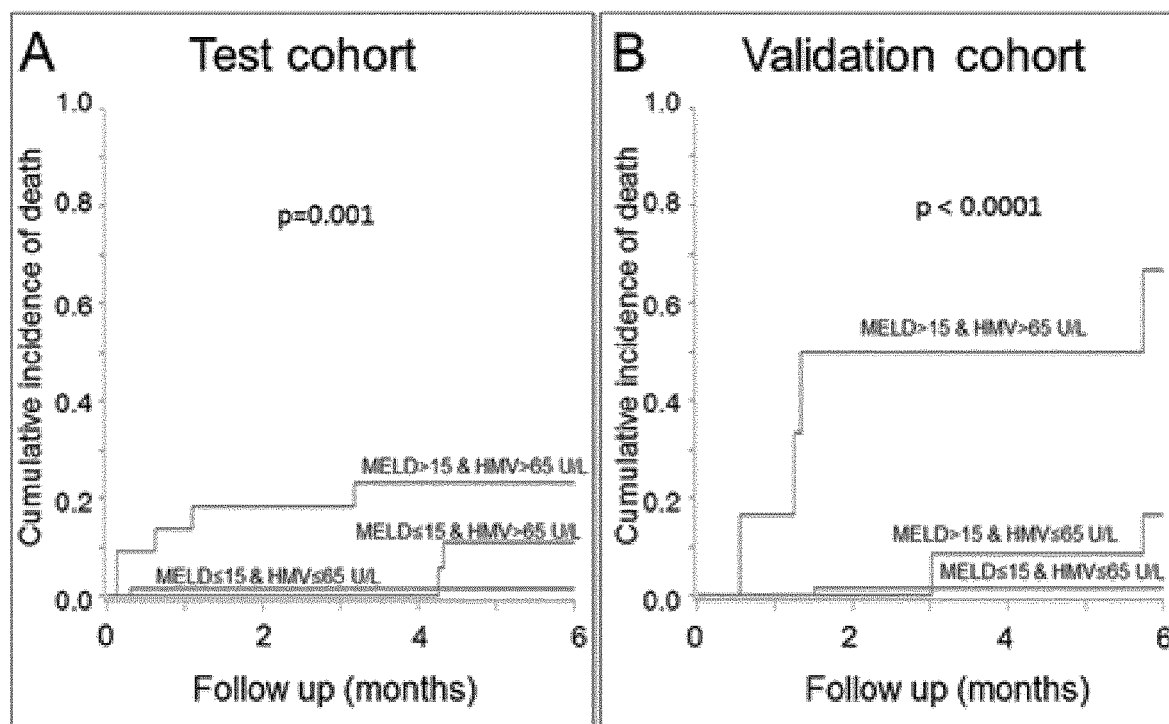 A Test cohort
Cumulative incidence of death
1.0
0.8
0.6
0.4
0.2
0.0
p=0.001
MELD>15 & HMV>65 U/L
MELD≤15 & HMV>65 U/L
MELD≤15 & HMV≤65 U/L
0 2 4 6
Follow up (months)
B Validation cohort
Cumulative incidence of death
1.0
0.8
0.6
0.4
0.2
0.0
p < 0.0001
MELD>15 & HMV>65 U/L
MELD>15 & HMV≤65 U/L
MELD≤15 & HMV≤65 U/L
0 2 4 6
Follow up (months)